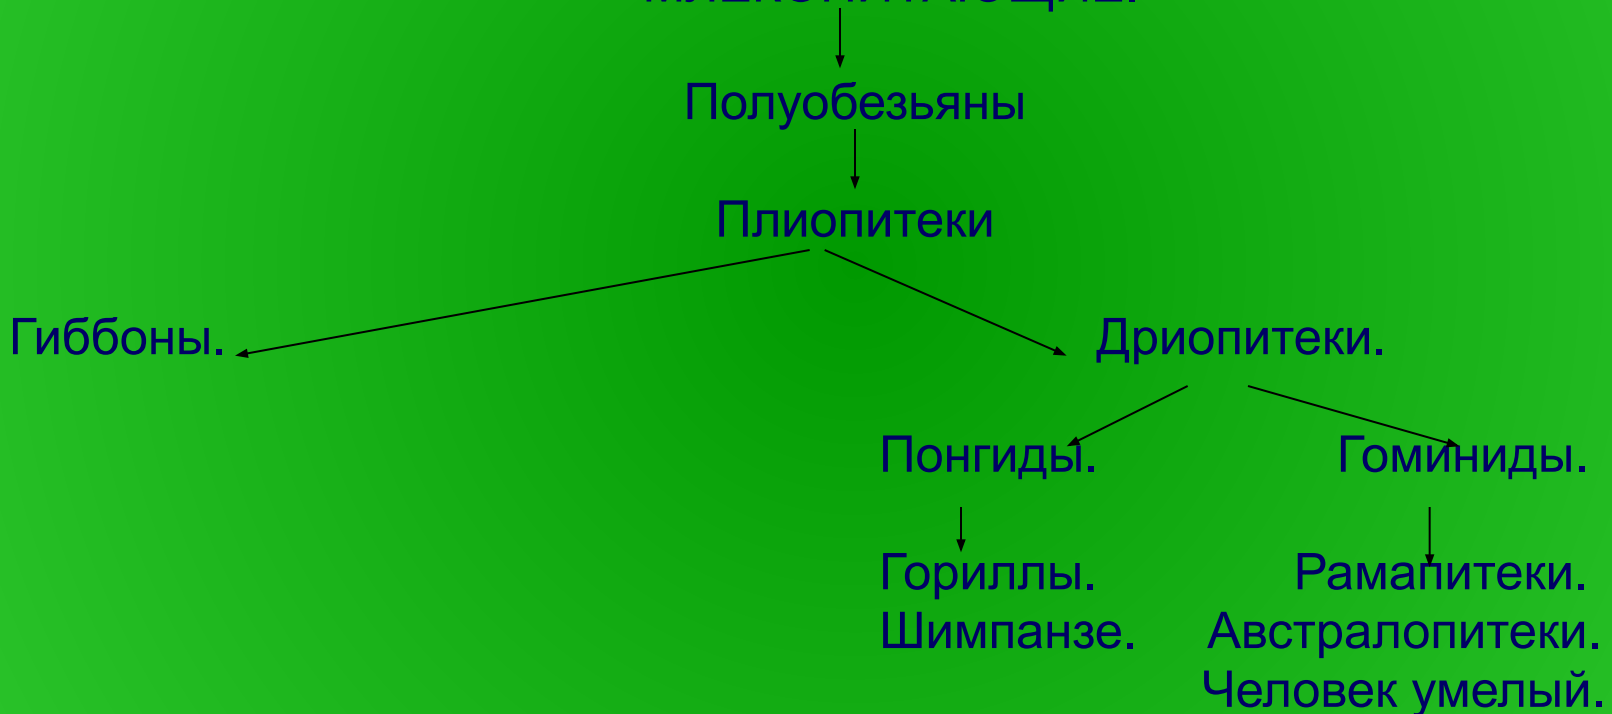 Полуобезьяны
Плиопитеки
Гиббоны.
Дриопитеки.
Понгиды.
Гоминиды.
Гориллы.
Рамапитеки.
Шимпанзе.
Австралопитеки.
Человек умелый.